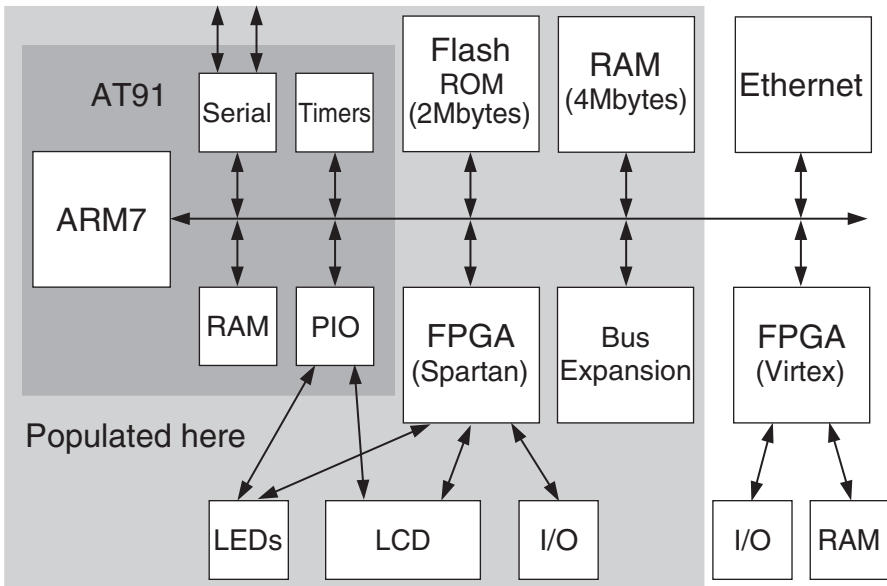 Flash
ROM
(2Mbytes)
RAM
(4Mbytes)
Ethernet
AT91
Serial
Timers
ARM7
RAM
PIO
FPGA
(Spartan)
Bus
Expansion
FPGA
(Virtex)
Populated here
LEDs
LCD
I/O
I/O
RAM